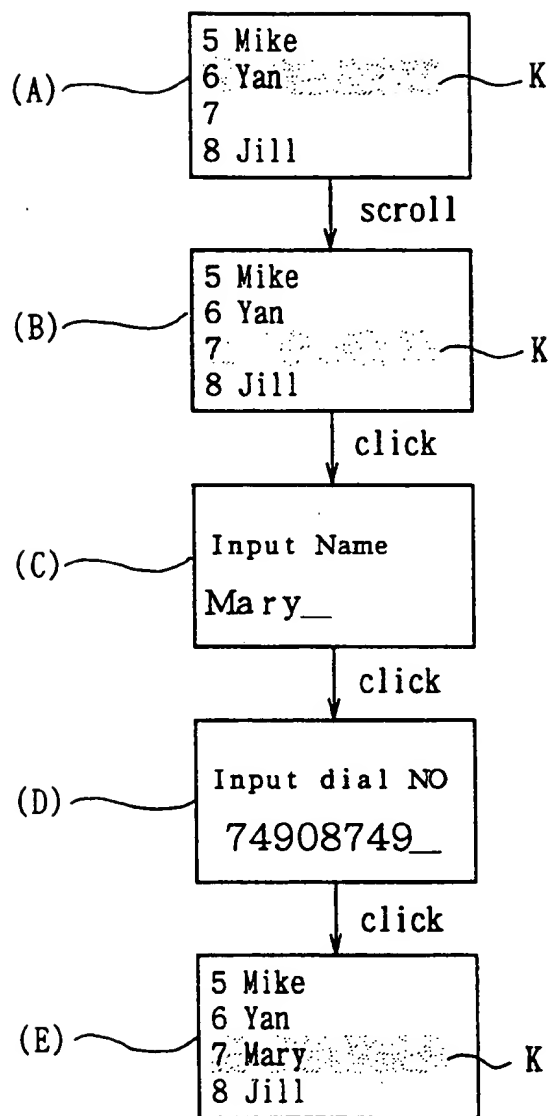 5 Mike
(A) 6 Yan K
7
8 Jill
scroll
5 Mike
(B) 6 Yan
7 K
8 Jill
click
Input Name
(C)
Mary_
click
Input dial NO
(D)
74908749_
click
5 Mike
6 Yan
(E) 7 Mary K
8 Jill